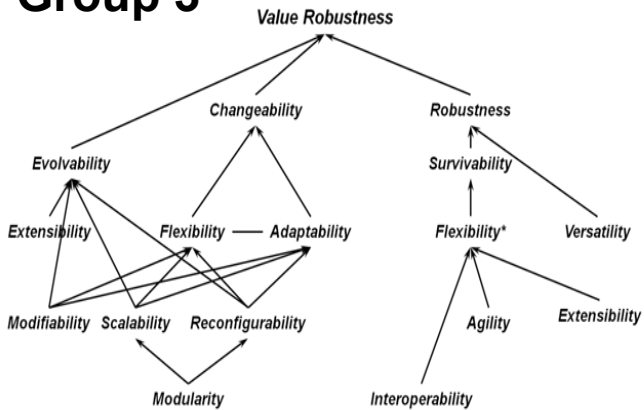 Group 3
Value Robustness
Changeability
Robustness
Evolvability
Survivability
Extensibility
Flexibility
Adaptability
Flexibility*
Versatility
Modifiability
Scalability
Reconfigurability
Agility
Extensibility
Modularity
Interoperability